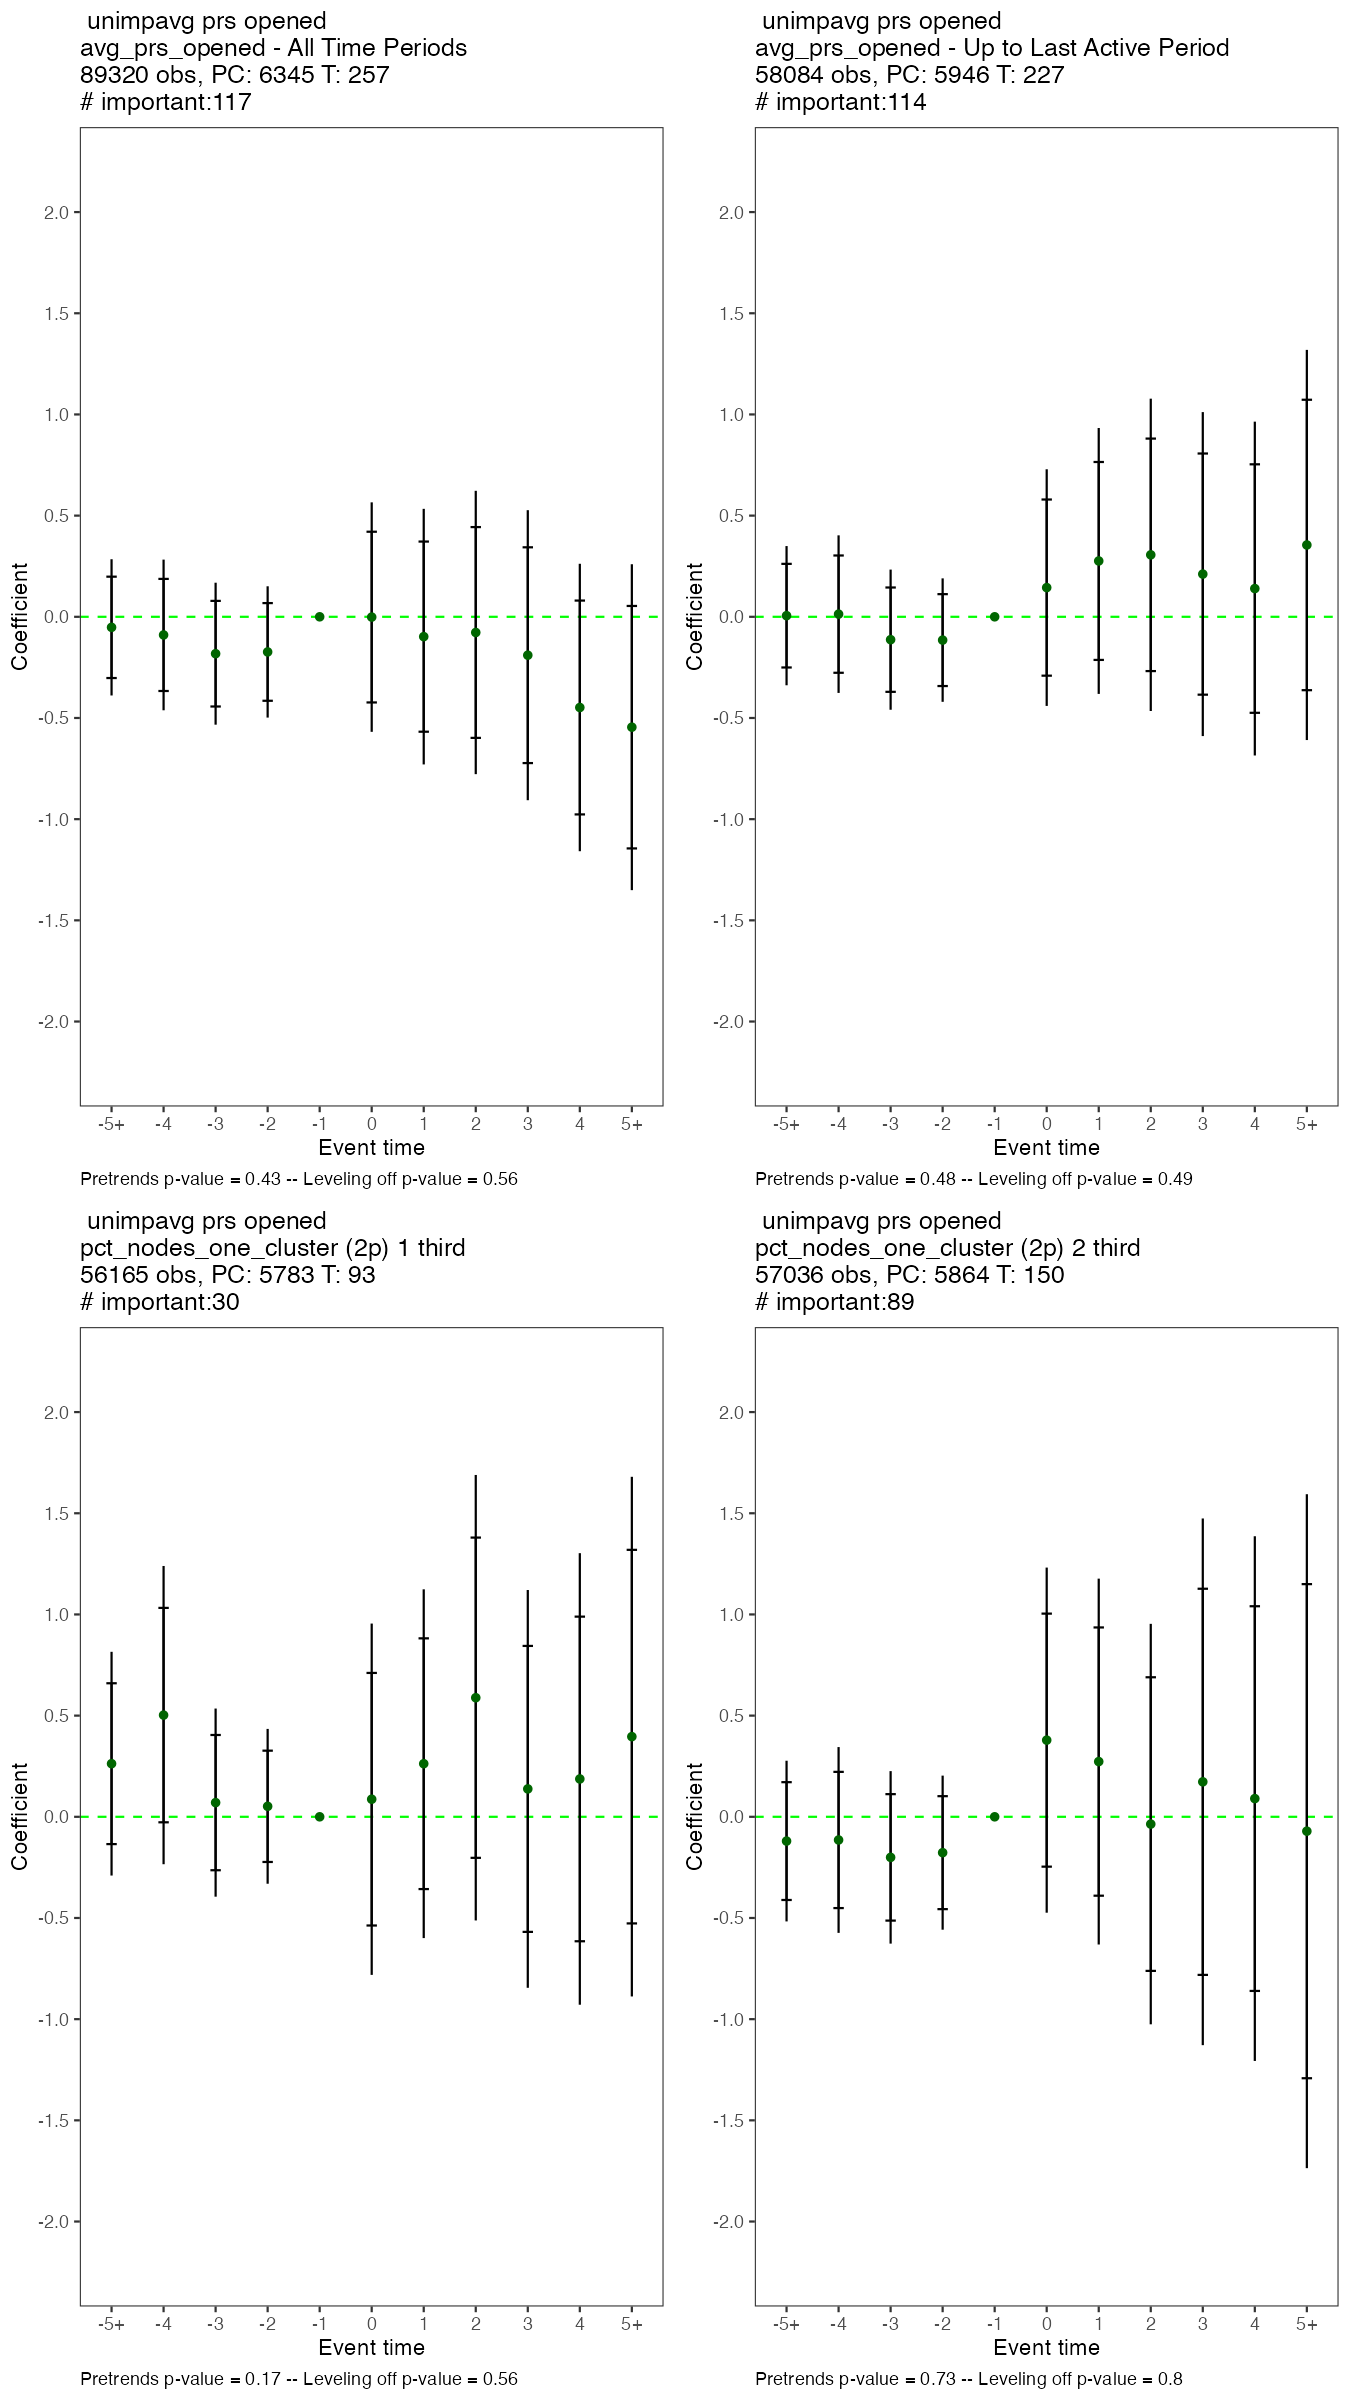 unimpavg prs opened
avg_prs_opened - All Time Periods
89320 obs, PC: 6345 T: 257
# important:117
2.0
1.5
1.0
0.5
0.0
-0.5
-1.0
-1.5
-2.0
Coefficient
-5+ -4 -3 -2 -1 0 1 2 3 4 5+
Event time
Pretrends p-value = 0.43 -- Leveling off p-value = 0.56
unimpavg prs opened
avg_prs_opened - Up to Last Active Period
58084 obs, PC: 5946 T: 227
# important:114
2.0
1.5
1.0
0.5
0.0
-0.5
-1.0
-1.5
-2.0
Coefficient
-5+ -4 -3 -2 -1 0 1 2 3 4 5+
Event time
Pretrends p-value = 0.48 -- Leveling off p-value = 0.49
unimpavg prs opened
pct_nodes_one_cluster (2p) 1 third
56165 obs, PC: 5783 T: 93
# important:30
2.0
1.5
1.0
0.5
0.0
-0.5
-1.0
-1.5
-2.0
Coefficient
-5+ -4 -3 -2 -1 0 1 2 3 4 5+
Event time
Pretrends p-value = 0.17 -- Leveling off p-value = 0.56
unimpavg prs opened
pct_nodes_one_cluster (2p) 2 third
57036 obs, PC: 5864 T: 150
# important:89
2.0
1.5
1.0
0.5
0.0
-0.5
-1.0
-1.5
-2.0
Coefficient
-5+ -4 -3 -2 -1 0 1 2 3 4 5+
Event time
Pretrends p-value = 0.73 -- Leveling off p-value = 0.8